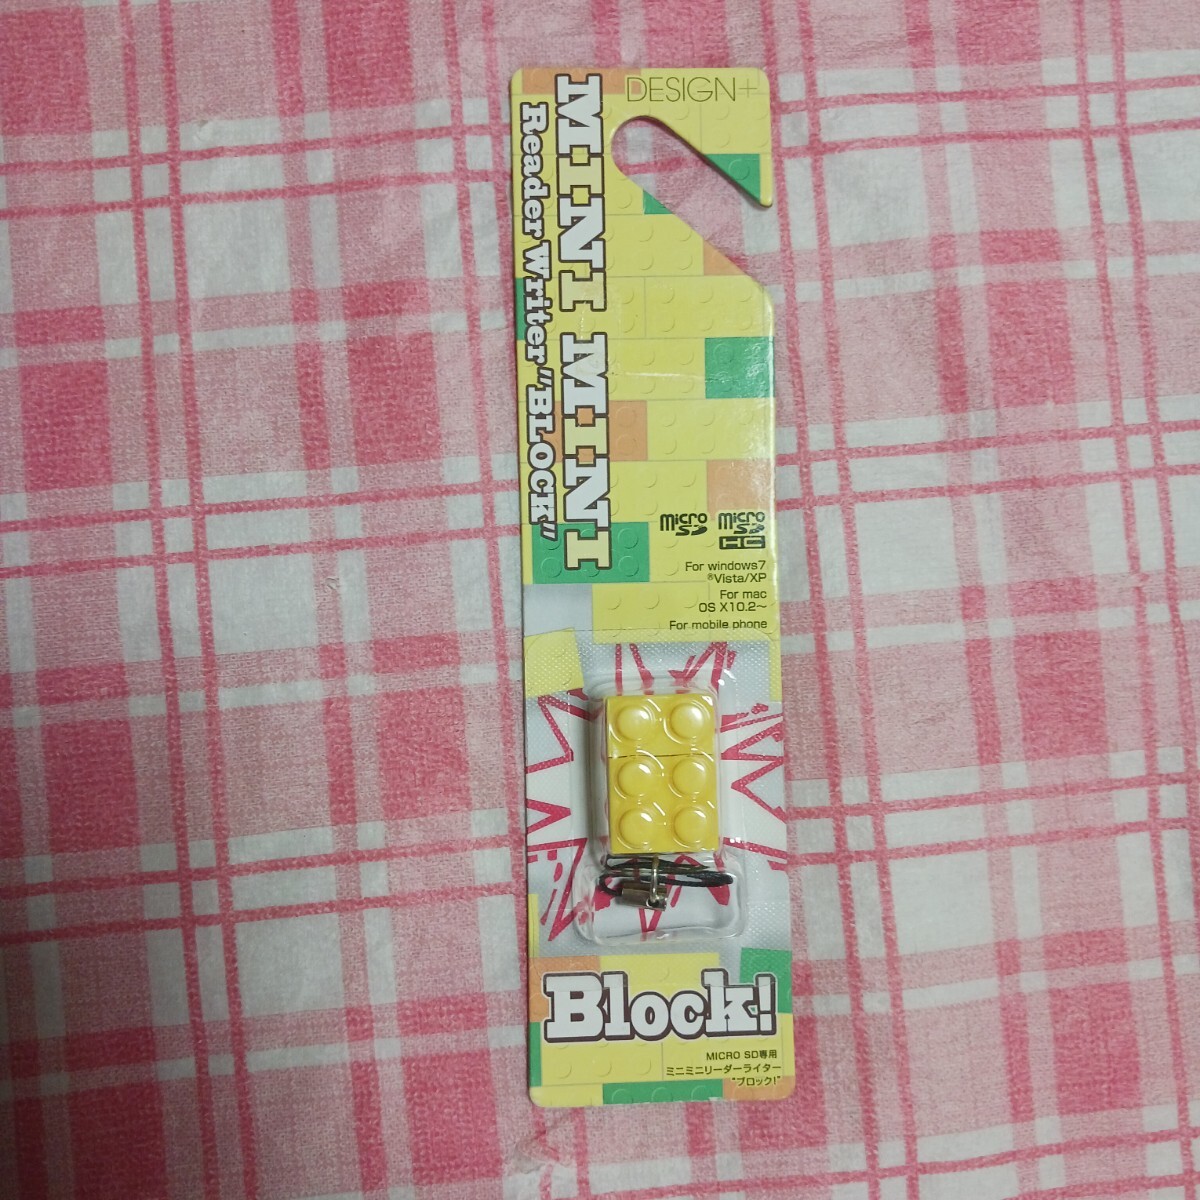 DESIGN+
MINI MINI
Reader Writer "BLOCK"
micro SD
micro SD HC
For windows7
®Vista/XP
For mac
OS X10.2～
For mobile phone
Block!
MICRO SD専用
ミニミニリーダーライター
"ブロック!"